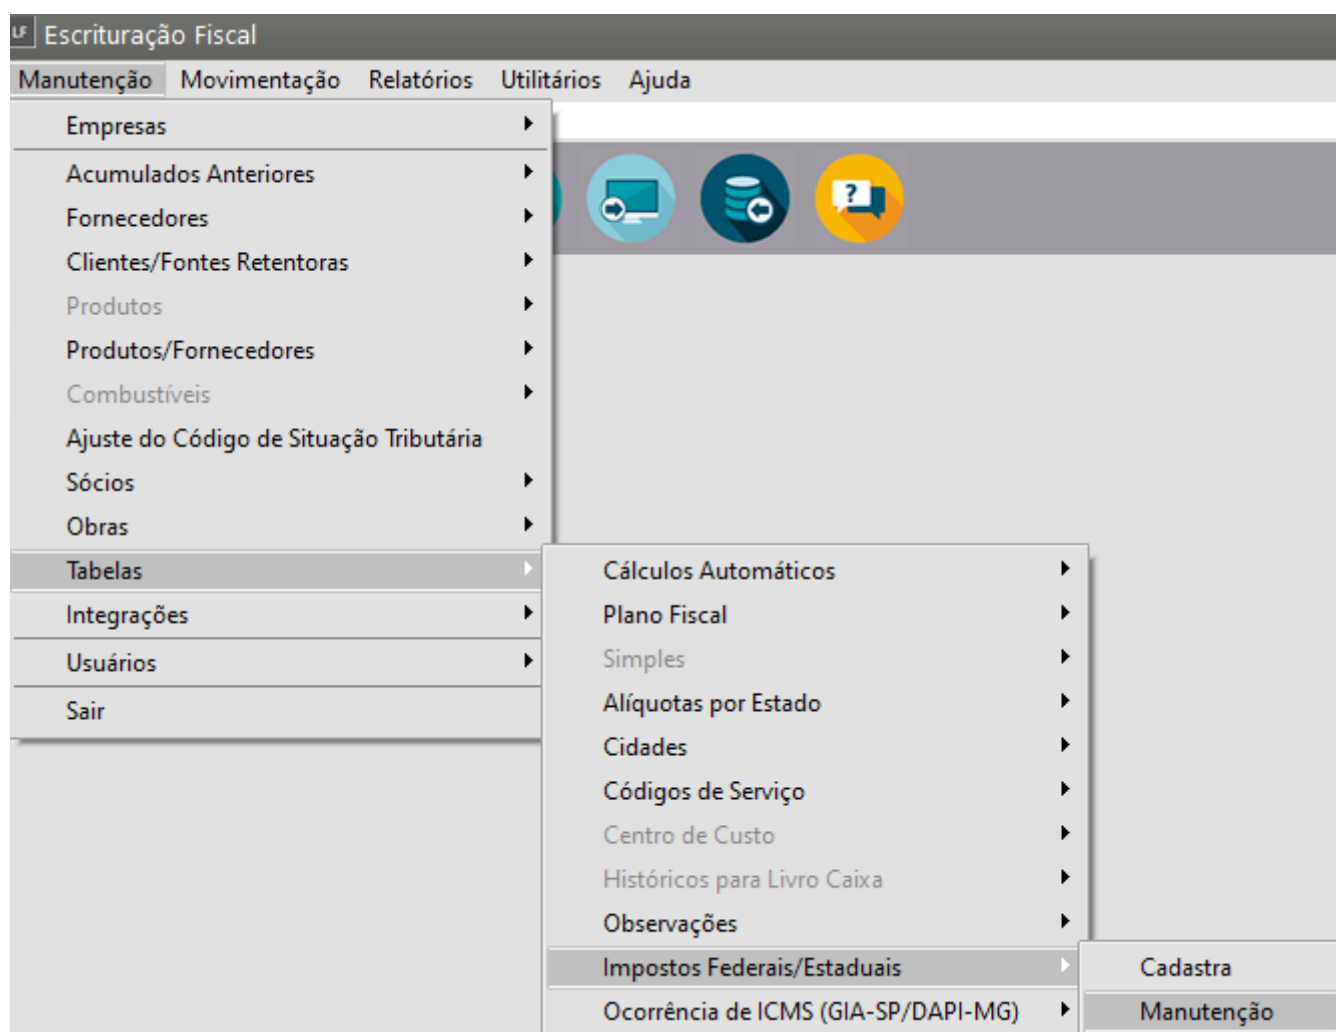 LF Escrituração Fiscal
Manutenção Movimentação Relatórios Utilitários Ajuda
Empresas
Acumulados Anteriores
Fornecedores
Clientes/Fontes Retentoras
?
Produtos
Produtos/Fornecedores
Combustíveis
Ajuste do Código de Situação Tributária
Sócios
Obras
Tabelas
Integrações
Usuários
Sair
Cálculos Automáticos
Plano Fiscal
Simples
Alíquotas por Estado
Cidades
Códigos de Serviço
Centro de Custo
Históricos para Livro Caixa
Observações
Impostos Federais/Estaduais
Ocorrência de ICMS (GIA-SP/DAPI-MG)
Cadastra
Manutenção